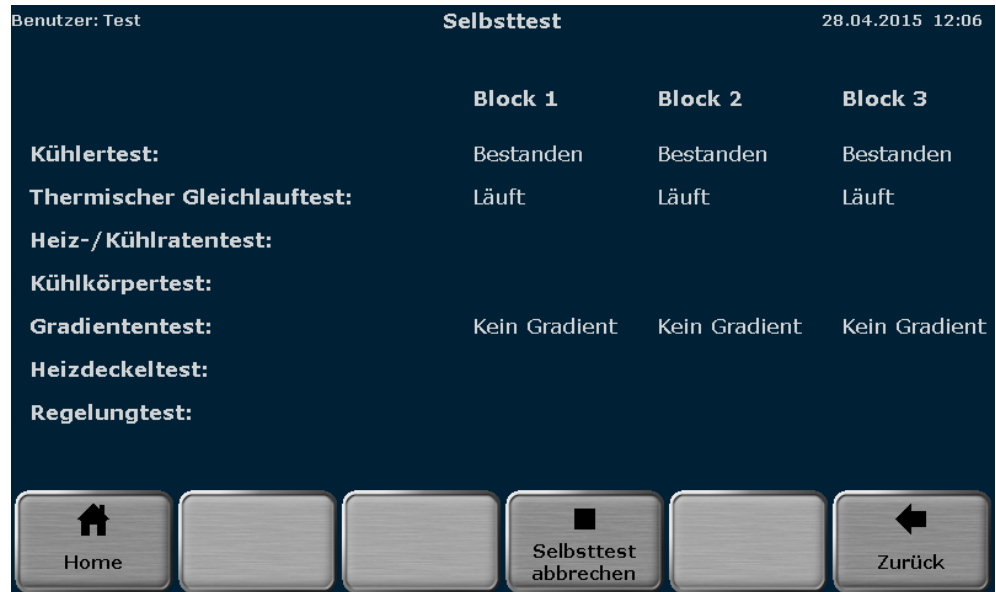 Benutzer: Test Selbsttest 28.04.2015 12:06
Block 1 Block 2 Block 3
Kühlertest: Bestanden Bestanden Bestanden
Thermischer Gleichlauftest: Läuft Läuft Läuft
Heiz-/Kühlratentest:
Kühlkörpertest:
Gradiententest: Kein Gradient Kein Gradient Kein Gradient
Heizdeckeltest:
Regelungtest:
Home
Selbsttest
abbrechen
Zurück